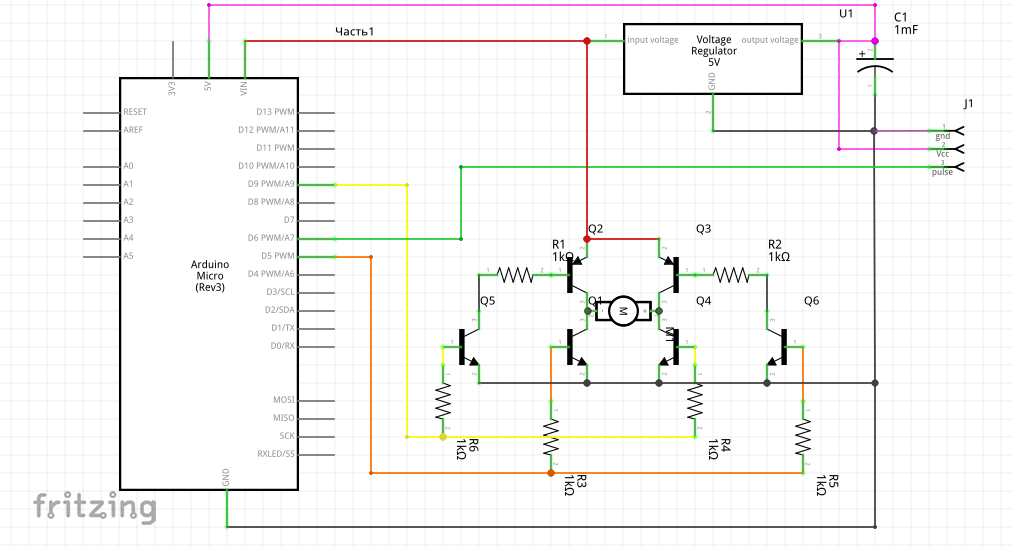 U1
C1
1mF
Часть1
Input voltage
Voltage
Regulator
5V
output voltage
1
3
GND
2
2
+
1
3V3
5V
VIN
J1
RESET
AREF
A0
A1
A2
A3
A4
A5
D13 PWM
D12 PWM/A11
D11 PWM
D10 PWM/A10
D9 PWM/A9
D8 PWM/A8
D7
D6 PWM/A7
D5 PWM
D4 PWM/A6
D3/SCL
D2/SDA
D1/TX
D0/RX
MOSI
MISO
SCK
RXLED/SS
Arduino
Micro
(Rev3)
GND
1
gnd
2
Vcc
3
pulse
Q2
Q3
R1
1kΩ
R2
1kΩ
Q5
Q1
M
Q4
Q6
M1
R6
1kΩ
R4
1kΩ
R3
1kΩ
R5
1kΩ
fritzing